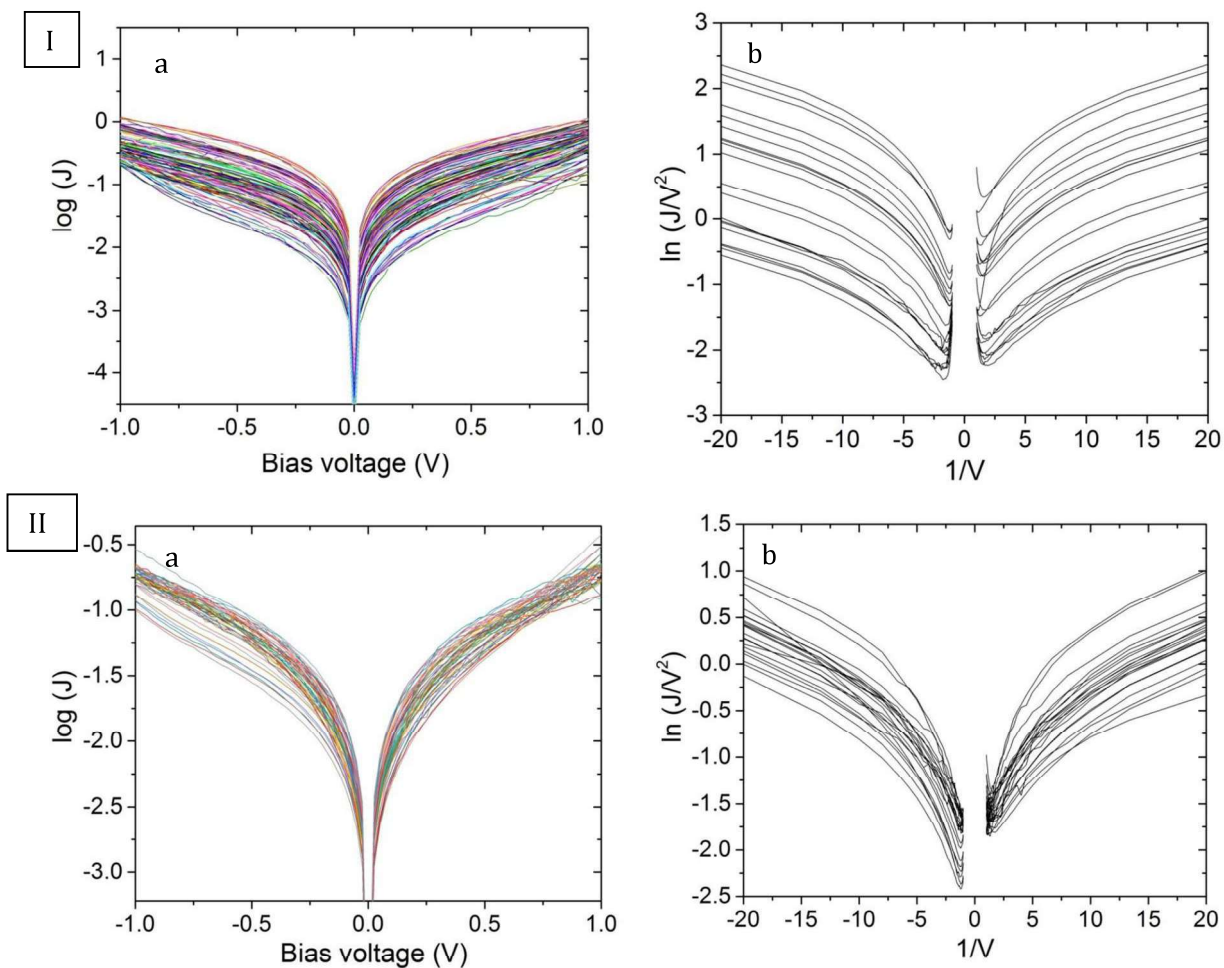 I
a
log (J)
1
0
-1
-2
-3
-4
-1.0 -0.5 0.0 0.5 1.0
Bias voltage (V)
b
ln (J/V²)
3
2
1
0
-1
-2
-3
-20 -15 -10 -5 0 5 10 15 20
1/V
II
a
log (J)
-0.5
-1.0
-1.5
-2.0
-2.5
-3.0
-1.0 -0.5 0.0 0.5 1.0
Bias voltage (V)
b
ln (J/V²)
1.5
1.0
0.5
0.0
-0.5
-1.0
-1.5
-2.0
-2.5
-20 -15 -10 -5 0 5 10 15 20
1/V